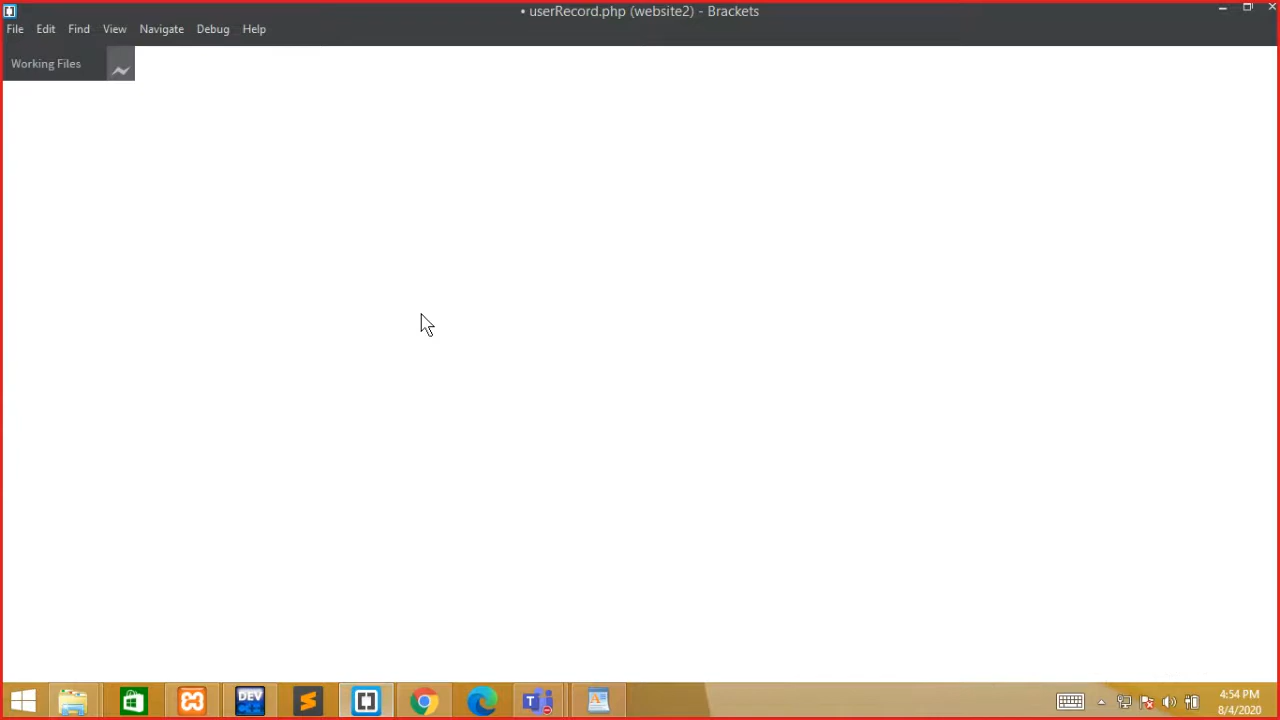 • userRecord.php (website2) - Brackets
File Edit Find View Navigate Debug Help
Working Files
DEV
4:54 PM
8/4/2020